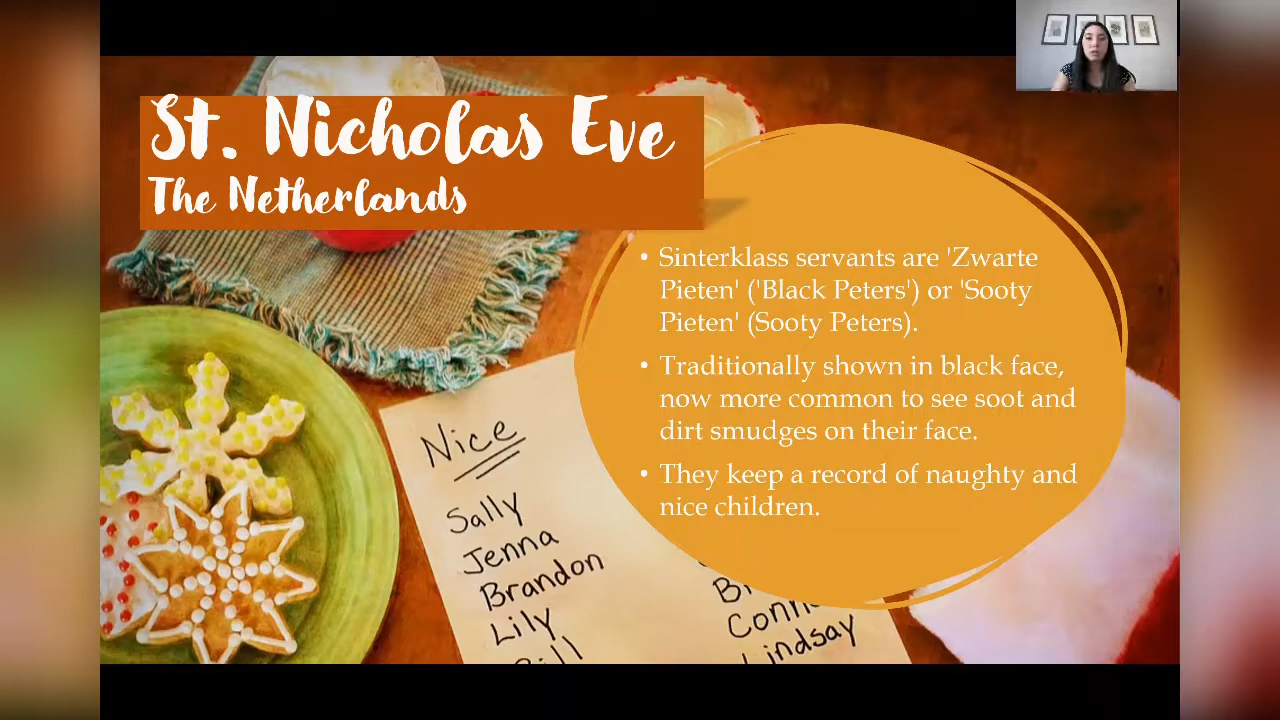 St. Nicholas Eve
The Netherlands
• Sinterklass servants are 'Zwarte
Pieten' ('Black Peters') or 'Sooty
Pieten' (Sooty Peters).
• Traditionally shown in black face,
now more common to see soot and
dirt smudges on their face.
• They keep a record of naughty and
nice children.
Nice
Sally
Jenna
Brandon
Lily
Lindsay